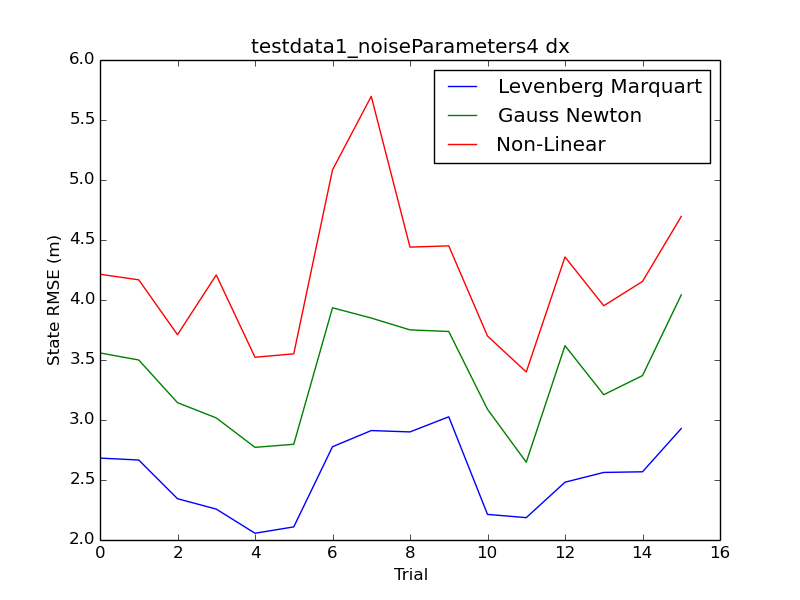 testdata1_noiseParameters4 dx
Levenberg Marquart
Gauss Newton
Non-Linear
State RMSE (m)
6.0
5.5
5.0
4.5
4.0
3.5
3.0
2.5
2.0
0 2 4 6 8 10 12 14 16
Trial